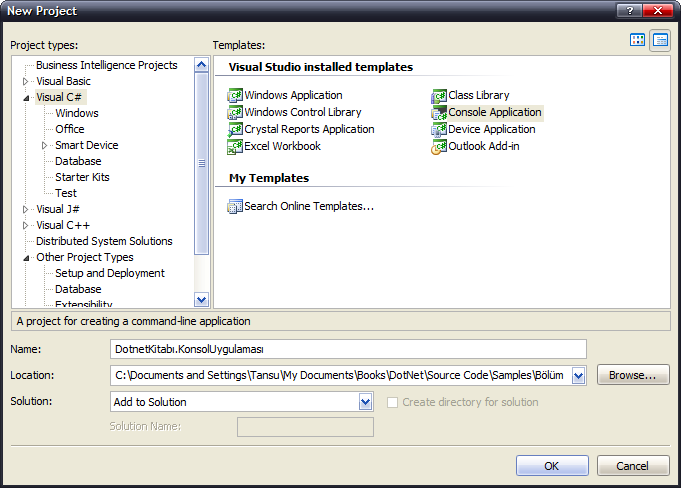 New Project
Project types:
Templates:
Business Intelligence Projects
Visual Basic
Visual C#
Windows
Office
Smart Device
Database
Starter Kits
Test
Visual J#
Visual C++
Distributed System Solutions
Other Project Types
Setup and Deployment
Database
Extensibility
Visual Studio installed templates
Windows Application
Class Library
Windows Control Library
Console Application
Crystal Reports Application
Device Application
Excel Workbook
Outlook Add-in
My Templates
Search Online Templates...
A project for creating a command-line application
Name: DotnetKitabı.KonsolUygulaması
Location: C:\Documents and Settings\Tansu\My Documents\Books\DotNet\Source Code\Samples\Bölüm Browse...
Solution: Add to Solution Create directory for solution
Solution Name:
OK Cancel